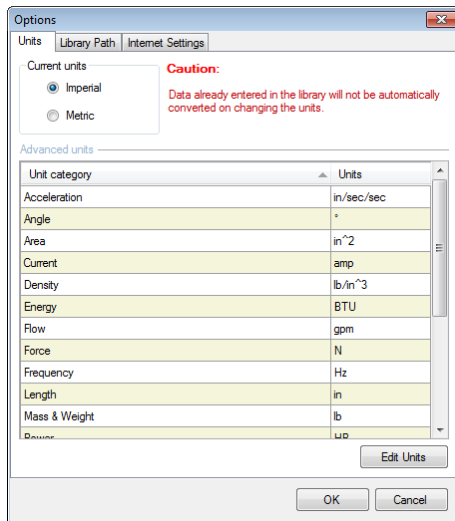 Options
Units Library Path Internet Settings
Current units
Imperial
Metric
Caution:
Data already entered in the library will not be automatically
converted on changing the units.
Advanced units
Unit category Units
Acceleration in/sec/sec
Angle °
Area in^2
Current amp
Density lb/in^3
Energy BTU
Flow gpm
Force N
Frequency Hz
Length in
Mass & Weight lb
Power HP
Edit Units
OK Cancel